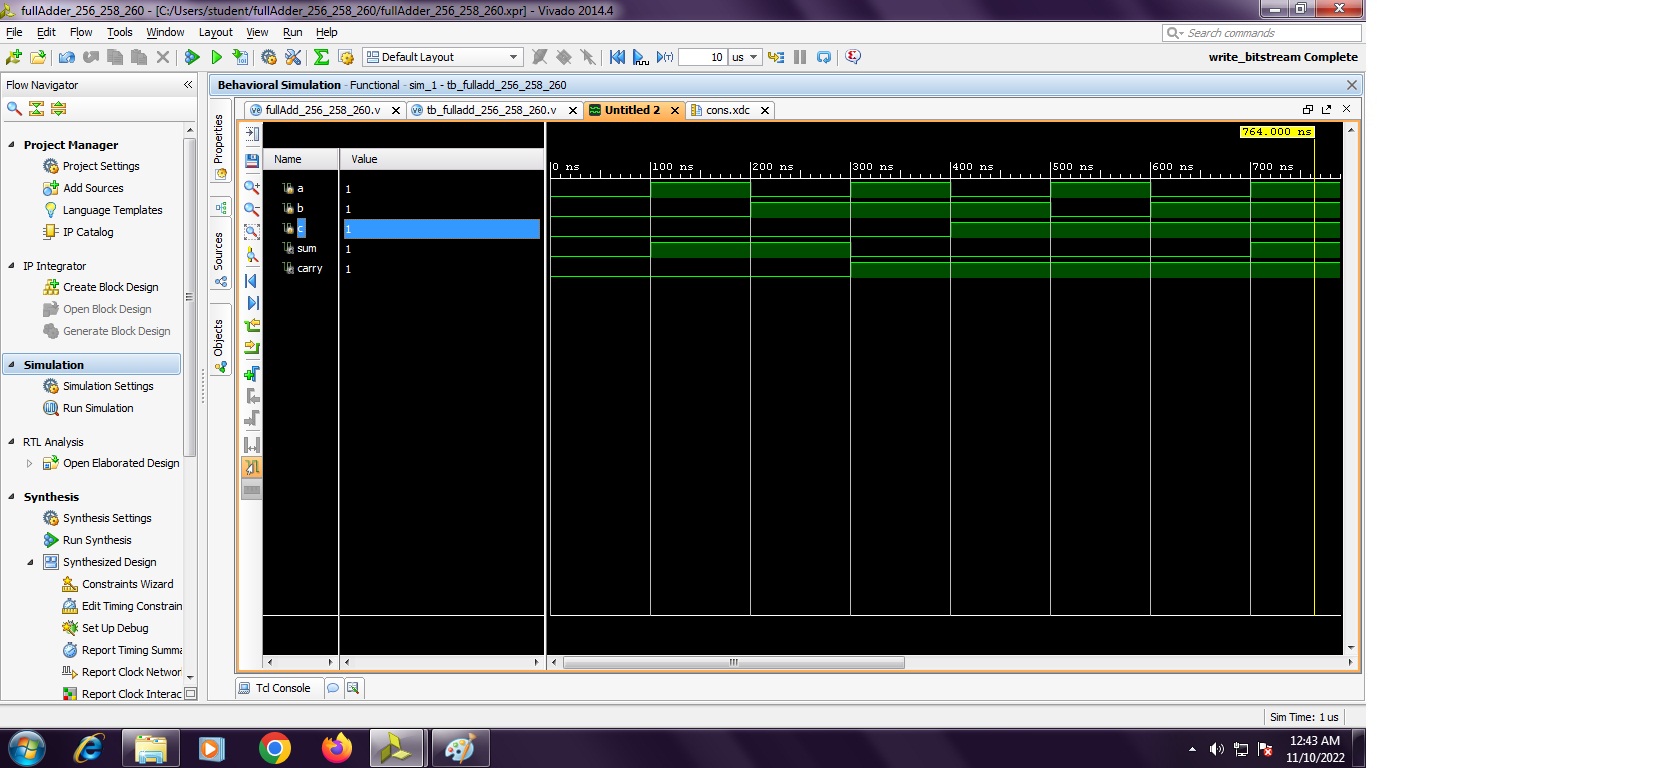 fullAdder_256_258_260 - [C:/Users/student/fullAdder_256_258_260/fullAdder_256_258_260.xpr] - Vivado 2014.4
File Edit Flow Tools Window Layout View Run Help
Search commands
Default Layout
10 us
write_bitstream Complete
Flow Navigator
Behavioral Simulation - Functional - sim_1 - tb_fulladd_256_258_260
fullAdd_256_258_260.v
tb_fulladd_256_258_260.v
Untitled 2
cons.xdc
Properties
Sources
Objects
Project Manager
Project Settings
Add Sources
Language Templates
IP Catalog
IP Integrator
Create Block Design
Open Block Design
Generate Block Design
Simulation
Simulation Settings
Run Simulation
RTL Analysis
Open Elaborated Design
Synthesis
Synthesis Settings
Run Synthesis
Synthesized Design
Constraints Wizard
Edit Timing Constrain
Set Up Debug
Report Timing Summa
Report Clock Networ
Report Clock Interac
764.000 ns
Name Value
0 ns 100 ns 200 ns 300 ns 400 ns 500 ns 600 ns 700 ns
a 1
b 1
c 1
sum 1
carry 1
Tcl Console
Sim Time: 1 us
12:43 AM
11/10/2022